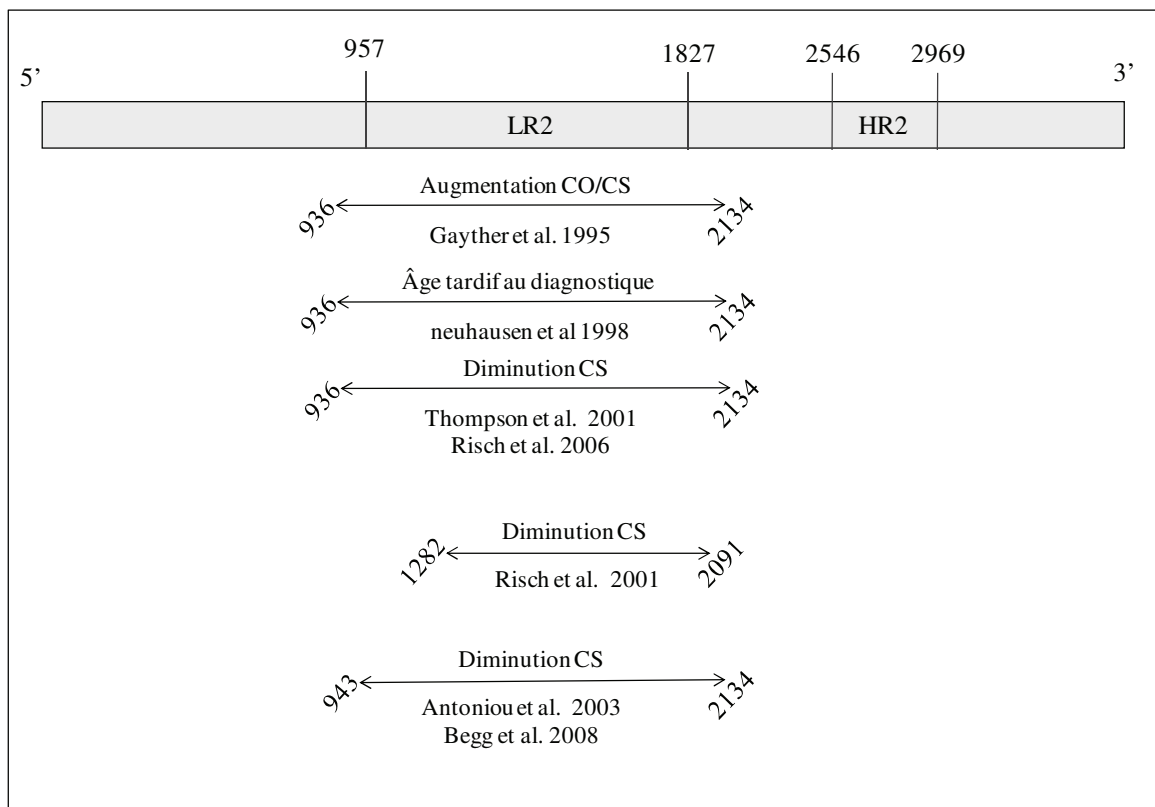 957 1827 2546 2969
5’ 3’
LR2 HR2
Augmentation CO/CS
936 2134
Gayther et al. 1995
Âge tardif au diagnostique
936 2134
neuhausen et al 1998
Diminution CS
936 2134
Thompson et al. 2001
Risch et al. 2006
Diminution CS
1282 2091
Risch et al. 2001
Diminution CS
943 2134
Antoniou et al. 2003
Begg et al. 2008